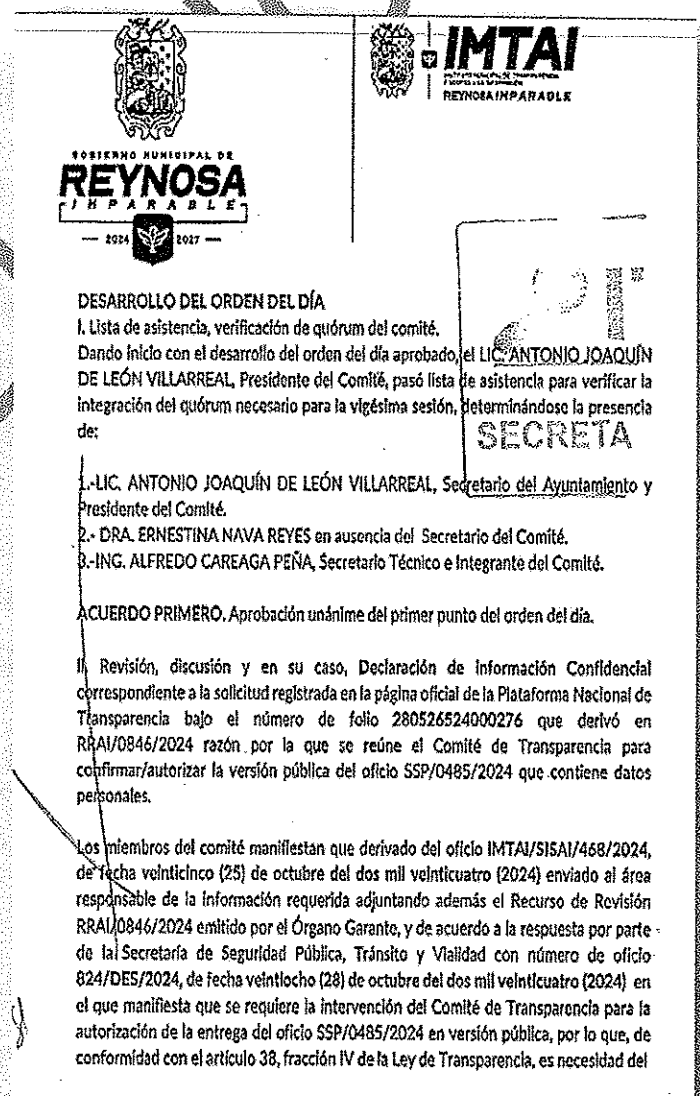 GOBIERNO MUNICIPAL DE
REYNOSA
IMPARABLE
2024 2027
IMTAI
INSTITUTO MUNICIPAL DE TRANSPARENCIA
Y ACCESO A LA INFORMACIÓN
REYNOSA IMPARABLE
DESARROLLO DEL ORDEN DEL DÍA
I. Lista de asistencia, verificación de quórum del comité.
Dando inicio con el desarrollo del orden del día aprobado, el LIC. ANTONIO JOAQUÍN
DE LEÓN VILLARREAL, Presidente del Comité, pasó lista de asistencia para verificar la
integración del quórum necesario para la vigésima sesión, determinándose la presencia
de:
SECRETA
1.-LIC. ANTONIO JOAQUÍN DE LEÓN VILLARREAL, Secretario del Ayuntamiento y
Presidente del Comité.
2.- DRA. ERNESTINA NAVA REYES en ausencia del Secretario del Comité.
3.-ING. ALFREDO CAREAGA PEÑA, Secretario Técnico e Integrante del Comité.
ACUERDO PRIMERO. Aprobación unánime del primer punto del orden del día.
II. Revisión, discusión y en su caso, Declaración de Información Confidencial
correspondiente a la solicitud registrada en la página oficial de la Plataforma Nacional de
Transparencia bajo el número de folio 280526524000276 que derivó en
RRAI/0846/2024 razón por la que se reúne el Comité de Transparencia para
confirmar/autorizar la versión pública del oficio SSP/0485/2024 que contiene datos
personales.
Los miembros del comité manifiestan que derivado del oficio IMTAI/SISAI/468/2024,
de fecha veinticinco (25) de octubre del dos mil veinticuatro (2024) enviado al área
responsable de la información requerida adjuntando además el Recurso de Revisión
RRAI/0846/2024 emitido por el Órgano Garante, y de acuerdo a la respuesta por parte
de la Secretaría de Seguridad Pública, Tránsito y Vialidad con número de oficio
824/DES/2024, de fecha veintiocho (28) de octubre del dos mil veinticuatro (2024) en
el que manifiesta que se requiere la intervención del Comité de Transparencia para la
autorización de la entrega del oficio SSP/0485/2024 en versión pública, por lo que, de
conformidad con el artículo 38, fracción IV de la Ley de Transparencia, es necesidad del